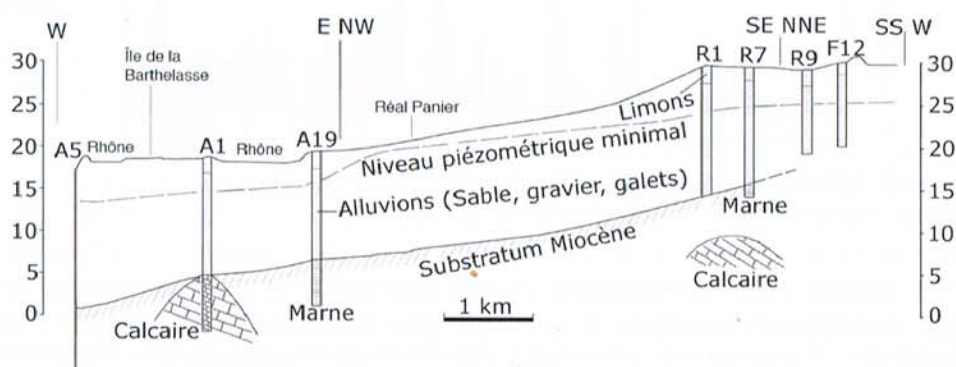 W
E NW
SE NNE
SS W
Île de la
Barthelasse
30
25
20
15
10
5
0
A5
Rhône
A1
Rhône
A19
Réal Panier
R1
R7
R9
F12
Limons
Niveau piézométrique minimal
Alluvions (Sable, gravier, galets)
Marne
Substratum Miocène
Calcaire
Marne
1 km
Calcaire
30
25
20
15
10
5
0